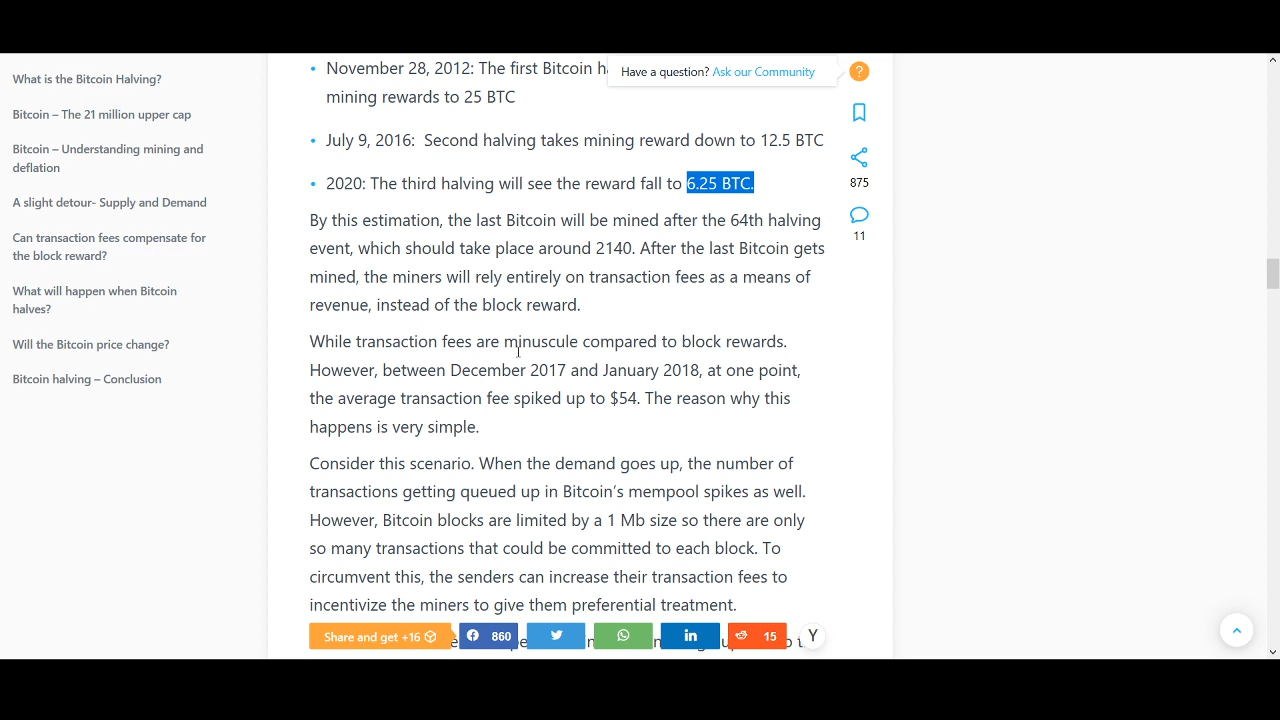 What is the Bitcoin Halving?
Bitcoin – The 21 million upper cap
Bitcoin – Understanding mining and
deflation
A slight detour- Supply and Demand
Can transaction fees compensate for
the block reward?
What will happen when Bitcoin
halves?
Will the Bitcoin price change?
Bitcoin halving – Conclusion
November 28, 2012: The first Bitcoin
mining rewards to 25 BTC
• July 9, 2016:  Second halving takes mining reward down to 12.5 BTC
• 2020: The third halving will see the reward fall to 6.25 BTC.
By this estimation, the last Bitcoin will be mined after the 64th halving
event, which should take place around 2140. After the last Bitcoin gets
mined, the miners will rely entirely on transaction fees as a means of
revenue, instead of the block reward.
While transaction fees are minuscule compared to block rewards.
However, between December 2017 and January 2018, at one point,
the average transaction fee spiked up to $54. The reason why this
happens is very simple.
Consider this scenario. When the demand goes up, the number of
transactions getting queued up in Bitcoin's mempool spikes as well.
However, Bitcoin blocks are limited by a 1 Mb size so there are only
so many transactions that could be committed to each block. To
circumvent this, the senders can increase their transaction fees to
incentivize the miners to give them preferential treatment.
Have a question? Ask our Community
?
875
11
Share and get +16
860
in
15
Y